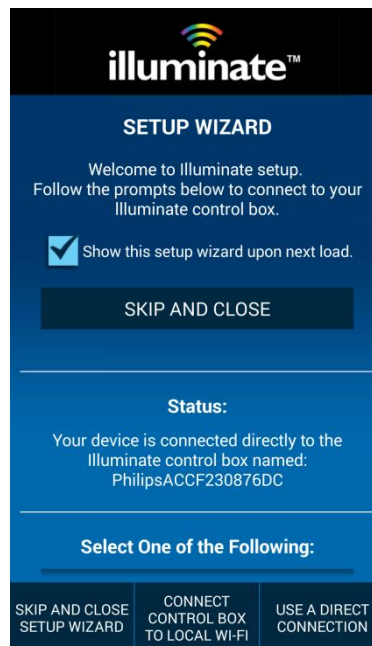 illuminate™
SETUP WIZARD
Welcome to Illuminate setup.
Follow the prompts below to connect to your
Illuminate control box.
Show this setup wizard upon next load.
SKIP AND CLOSE
Status:
Your device is connected directly to the
Illuminate control box named:
PhilipsACCF230876DC
Select One of the Following:
SKIP AND CLOSE
SETUP WIZARD
CONNECT
CONTROL BOX
TO LOCAL WI-FI
USE A DIRECT
CONNECTION